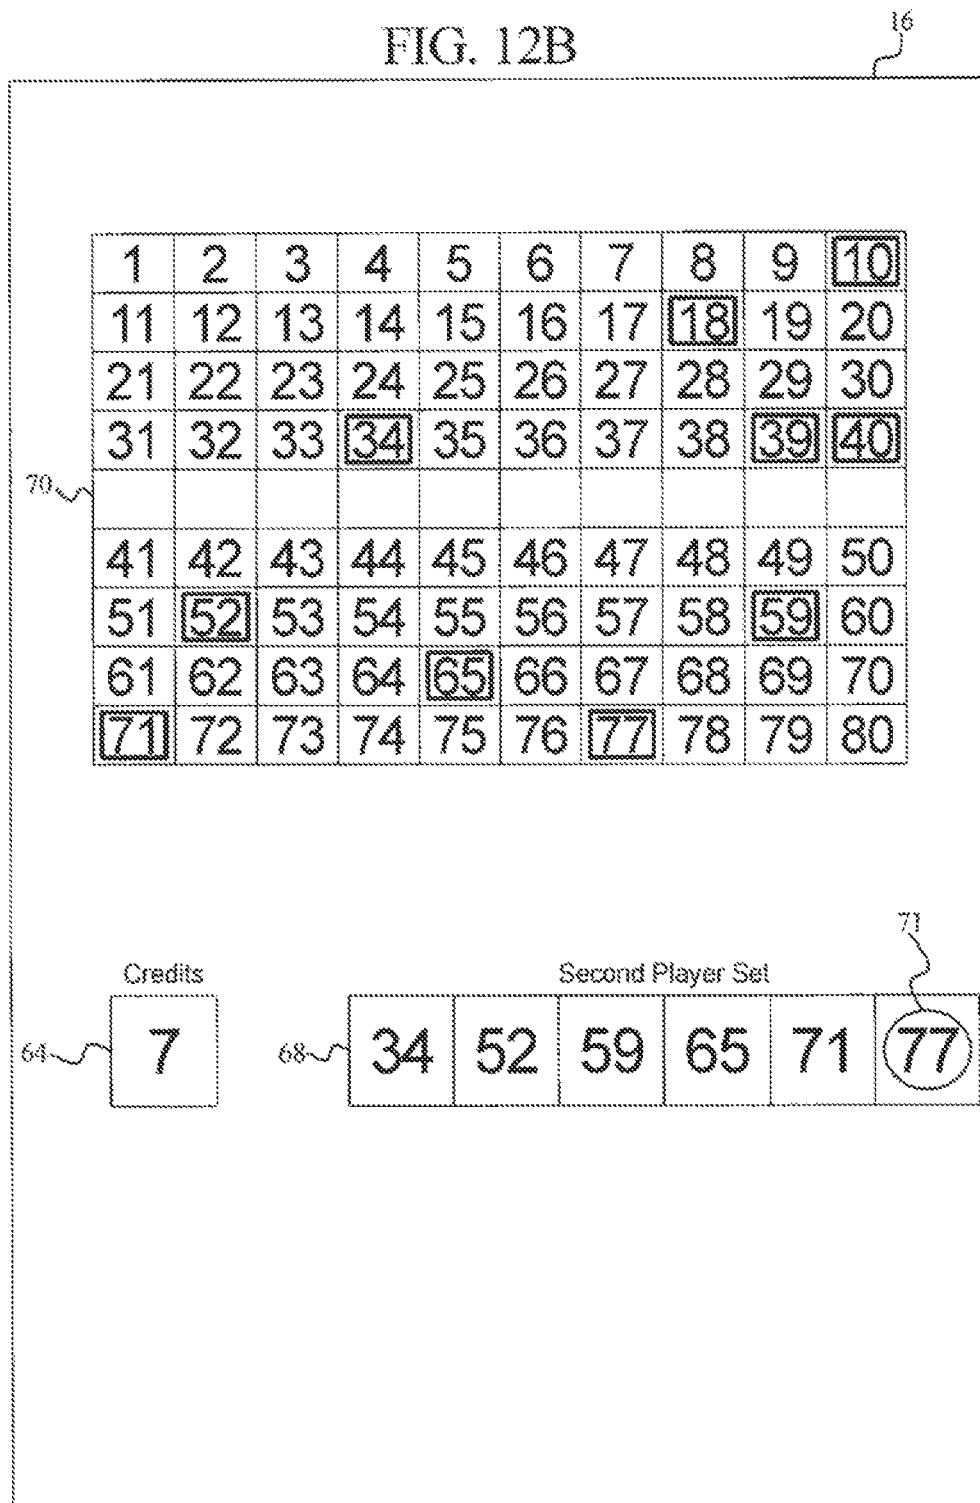 16
FIG. 12B
1 2 3 4 5 6 7 8 9 10
11 12 13 14 15 16 17 18 19 20
21 22 23 24 25 26 27 28 29 30
31 32 33 34 35 36 37 38 39 40
70
41 42 43 44 45 46 47 48 49 50
51 52 53 54 55 56 57 58 59 60
61 62 63 64 65 66 67 68 69 70
71 72 73 74 75 76 77 78 79 80
71
Credits Second Player Set
64 7 68 34 52 59 65 71 77